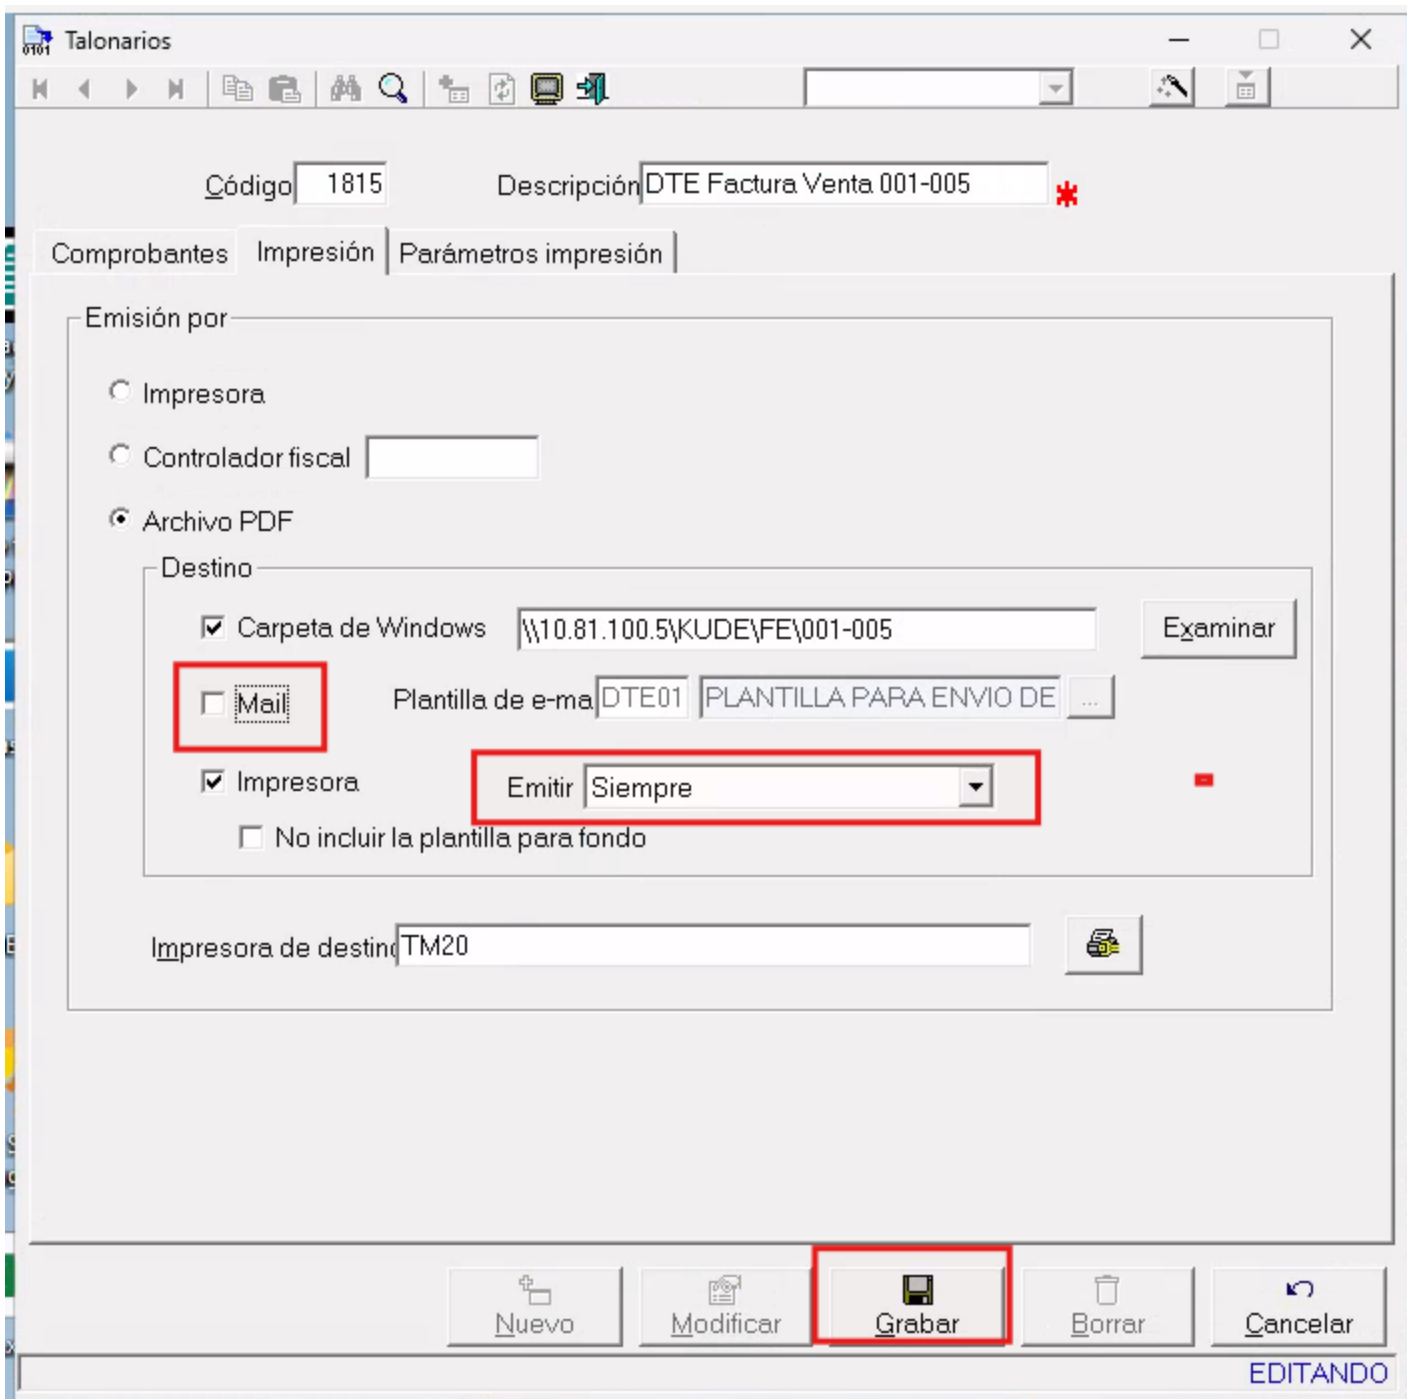 Talonarios
Código 1815 Descripción DTE Factura Venta 001-005
Comprobantes Impresión Parámetros impresión
Emisión por
Impresora
Controlador fiscal
Archivo PDF
Destino
Carpeta de Windows \\10.81.100.5\KUDE\FE\001-005 Examinar
Mail Plantilla de e-ma DTE01 PLANTILLA PARA ENVIO DE ...
Impresora Emitir Siempre
No incluir la plantilla para fondo
Impresora de destino TM20
Nuevo Modificar Grabar Borrar Cancelar
EDITANDO